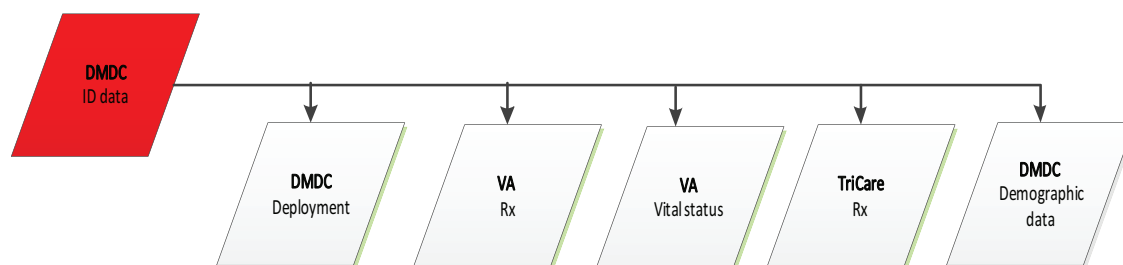 DMDC
ID data
DMDC
Deployment
VA
Rx
VA
Vital status
TriCare
Rx
DMDC
Demographic
data